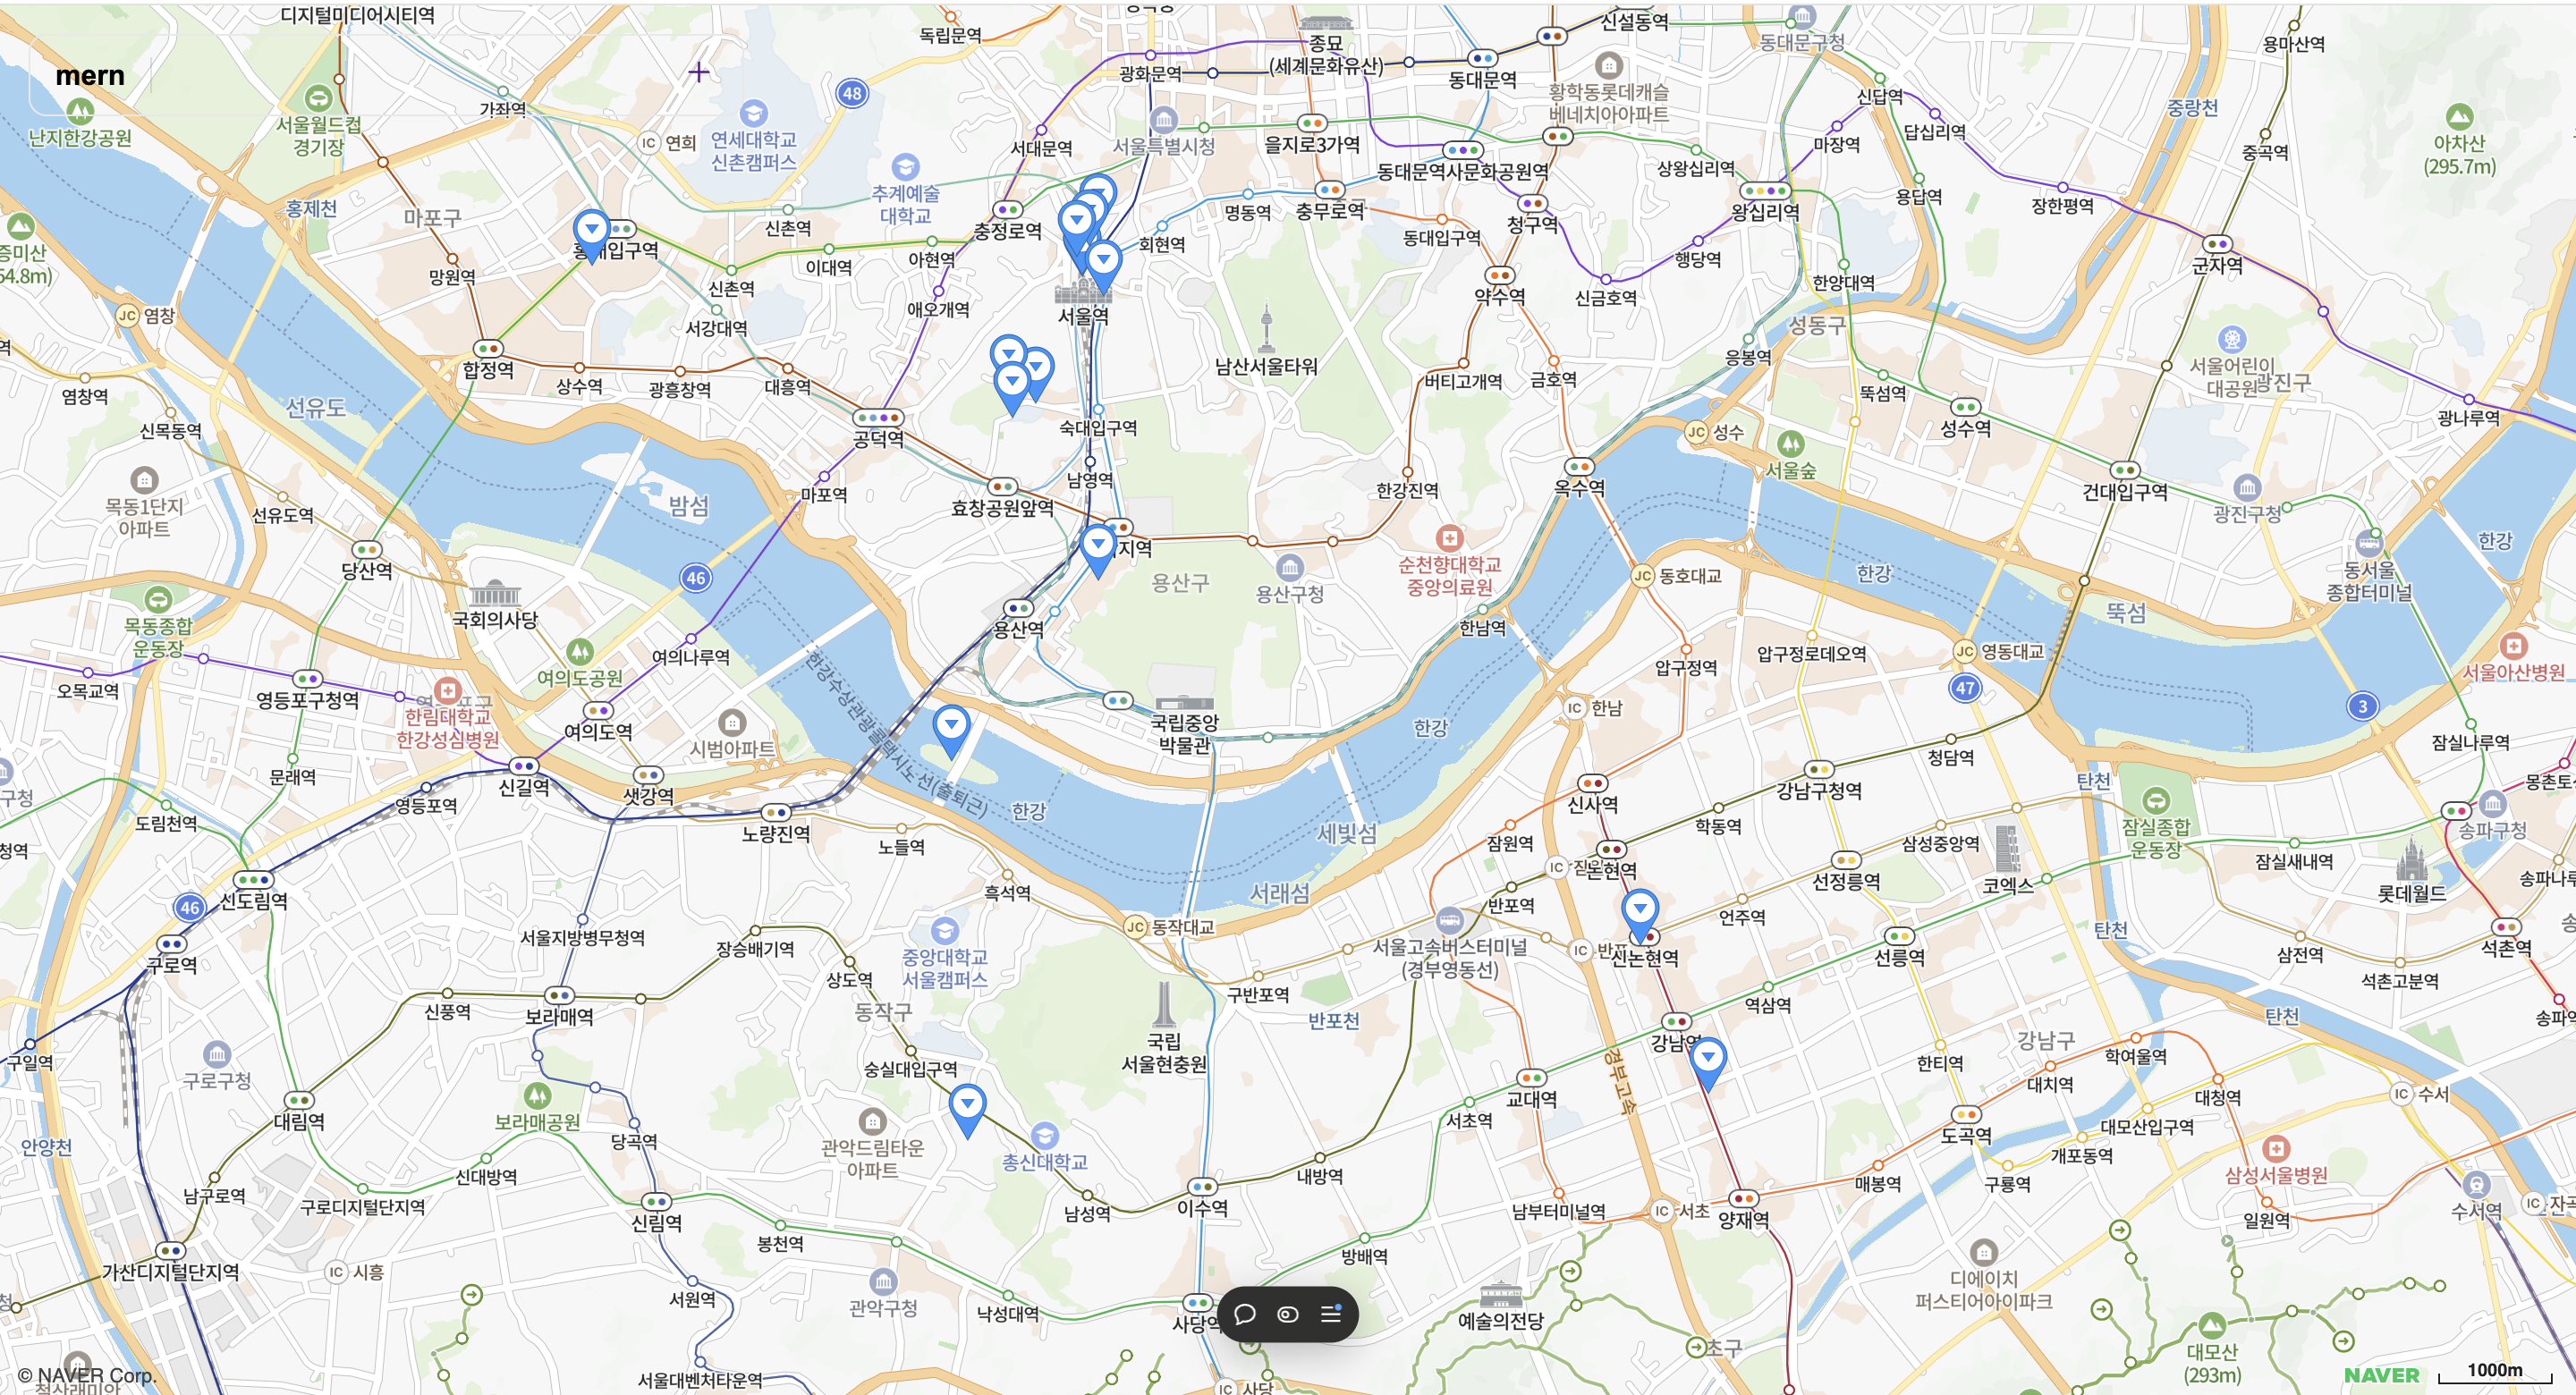 디지털미디어시티역
독립문역
종묘
(세계문화유산)
신설동역
동대문구청
용마산역
mern
난지한강공원
서울월드컵
경기장
가좌역
IC 연희
연세대학교
신촌캠퍼스
48
광화문역
동대문역
황학동롯데캐슬
베네치아아파트
신답역
답십리역
중랑천
중곡역
아차산
(295.7m)
서대문역
서울특별시청
을지로3가역
동대문역사문화공원역
상왕십리역
마장역
용답역
장한평역
홍제천
마포구
추계예술
대학교
신촌역
충정로역
회현역
명동역
충무로역
동대입구역
청구역
왕십리역
행당역
군자역
증미산
망원역
신촌역
이대역
아현역
애오개역
서강대역
서울역
약수역
신금호역
한양대역
성동구
JC 염창
염창역
합정역
상수역
광흥창역
대흥역
공덕역
남산서울타워
버티고개역
금호역
응봉역
뚝섬역
성수역
서울어린이
대공원
광진구
광나루역
선유도
신목동역
숙대입구역
JC 성수
서울숲
목동1단지
아파트
선유도역
밤섬
마포역
효창공원앞역
남영역
한강진역
옥수역
건대입구역
광진구청
한강
당산역
46
국회의사당
용산구
용산구청
순천향대학교
중앙의료원
JC 동호대교
한강
동서울
종합터미널
뚝섬
목동종합
운동장
여의도공원
여의나루역
용산역
한남역
압구정역
압구정로데오역
JC 영동대교
47
3
서울아산병원
오목교역
영등포구청역
한림대학교
한강성심병원
여의도역
시범아파트
한강수상관광콜택시노선(출퇴근)
국립중앙
박물관
IC 한남
한강
청담역
잠실나루역
문래역
신길역
샛강역
영등포역
도림천역
노량진역
노들역
한강
세빛섬
신사역
잠원역
학동역
강남구청역
탄천
잠실종합
운동장
송파구청
신도림역
46
흑석역
서래섬
논현역
반포역
선정릉역
삼성중앙역
코엑스
잠실새내역
롯데월드
구로역
서울지방병무청역
장승배기역
중앙대학교
서울캠퍼스
JC 동작대교
서울고속버스터미널
(경부영동선)
신논현역
언주역
선릉역
탄천
삼전역
석촌역
석촌고분역
상도역
구반포역
신풍역
보라매역
동작구
반포천
국립
서울현충원
역삼역
강남구
탄천
구일역
구로구청
숭실대입구역
경부고속
한티역
대치역
학여울역
대청역
IC 수서
대림역
보라매공원
당곡역
관악드림타운
아파트
총신대학교
교대역
서초역
도곡역
대모산입구역
개포동역
안양천
신대방역
남구로역
구로디지털단지역
신림역
봉천역
남성역
이수역
내방역
남부터미널역
IC 서초
양재역
매봉역
구룡역
삼성서울병원
일원역
수서역
가산디지털단지역
IC 시흥
서원역
관악구청
낙성대역
방배역
예술의전당
디에이치
퍼스티어아이파크
대모산
(293m)
서울대벤처타운역
IC 사당
© NAVER Corp.
NAVER
1000m